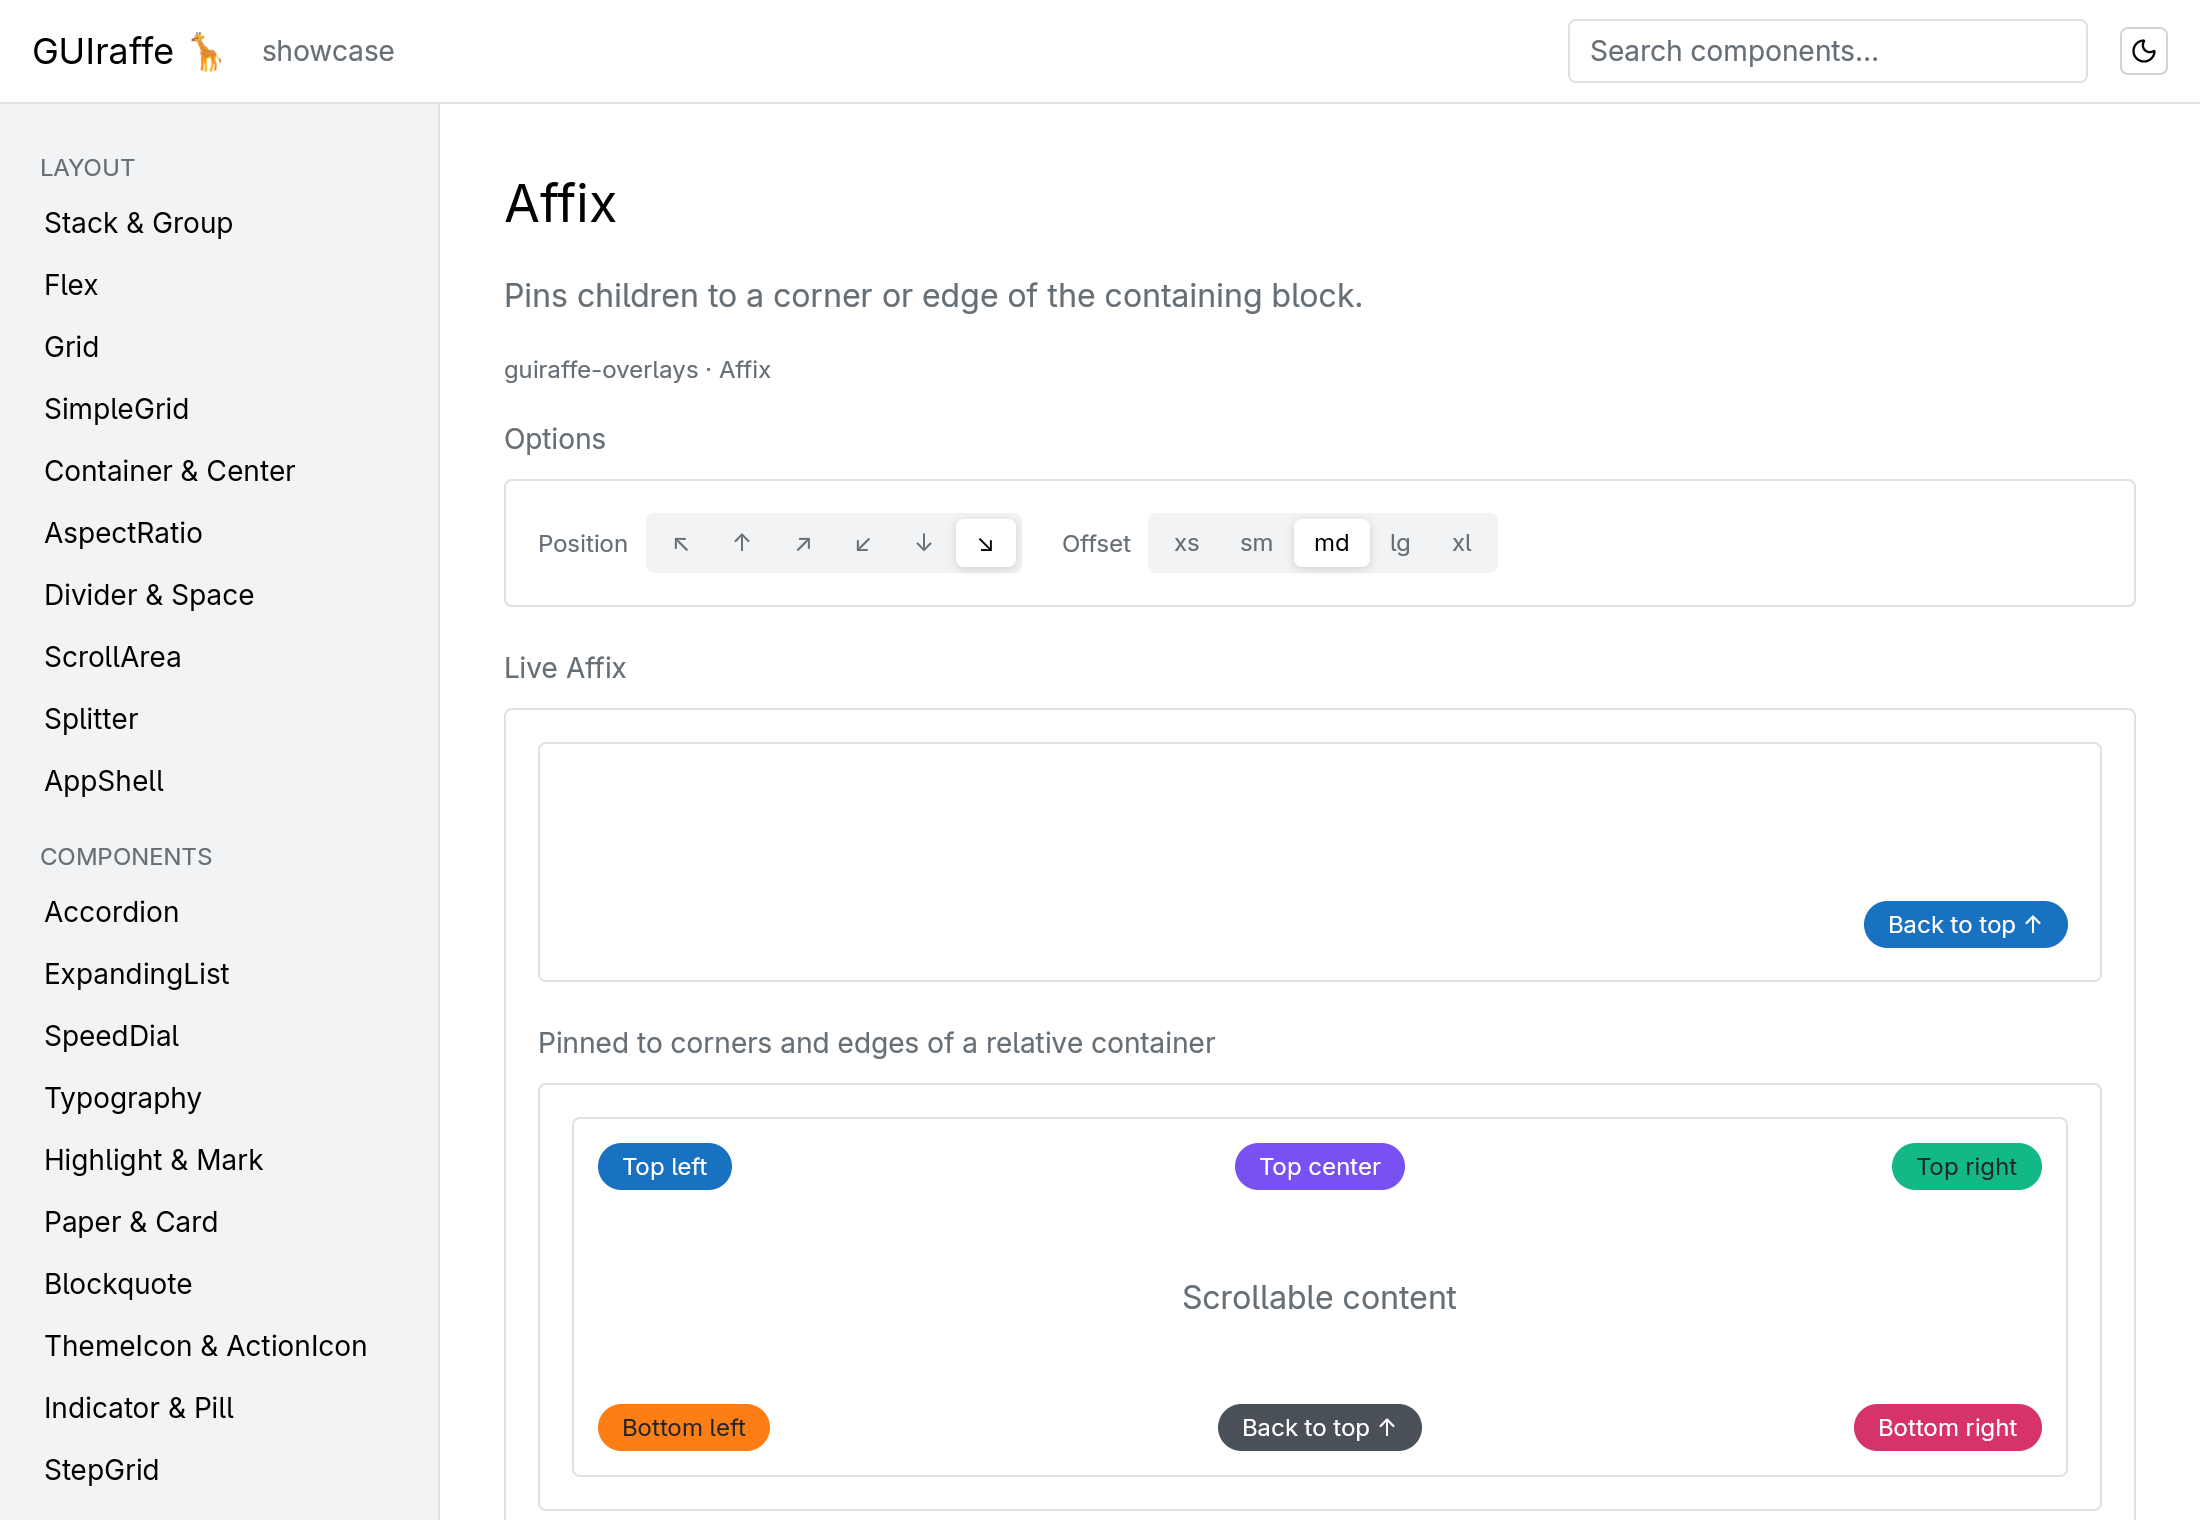 GUIraffe 🦒 showcase Search components...
LAYOUT
Stack & Group
Flex
Grid
SimpleGrid
Container & Center
AspectRatio
Divider & Space
ScrollArea
Splitter
AppShell
COMPONENTS
Accordion
ExpandingList
SpeedDial
Typography
Highlight & Mark
Paper & Card
Blockquote
ThemeIcon & ActionIcon
Indicator & Pill
StepGrid
Affix
Pins children to a corner or edge of the containing block.
guiraffe-overlays · Affix
Options
Position ↖ ↑ ↗ ↙ ↓ ↘ Offset xs sm md lg xl
Live Affix
Back to top ↑
Pinned to corners and edges of a relative container
Top left Top center Top right
Scrollable content
Bottom left Back to top ↑ Bottom right